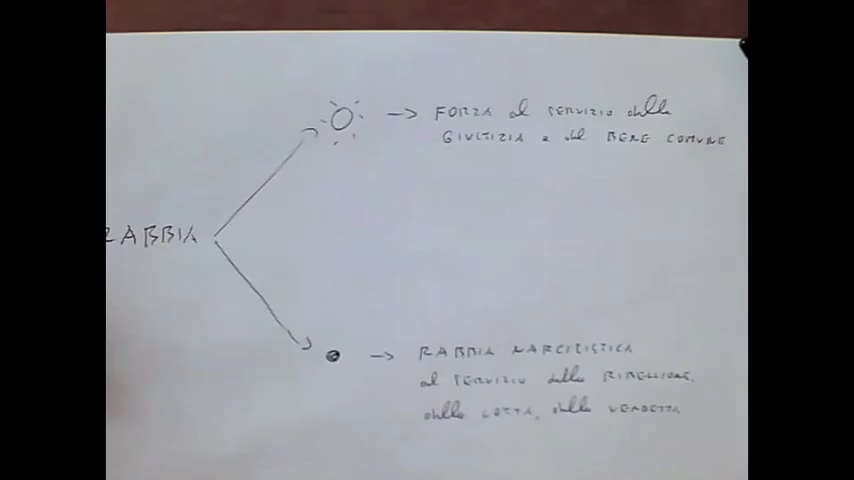 FORZA al SERVIZIO della
GIUSTIZIA e del BENE COMUNE
RABBIA
RABBIA NARCISISTICA
al SERVIZIO della RIBELLIONE,
della LOTTA, della VENDETTA